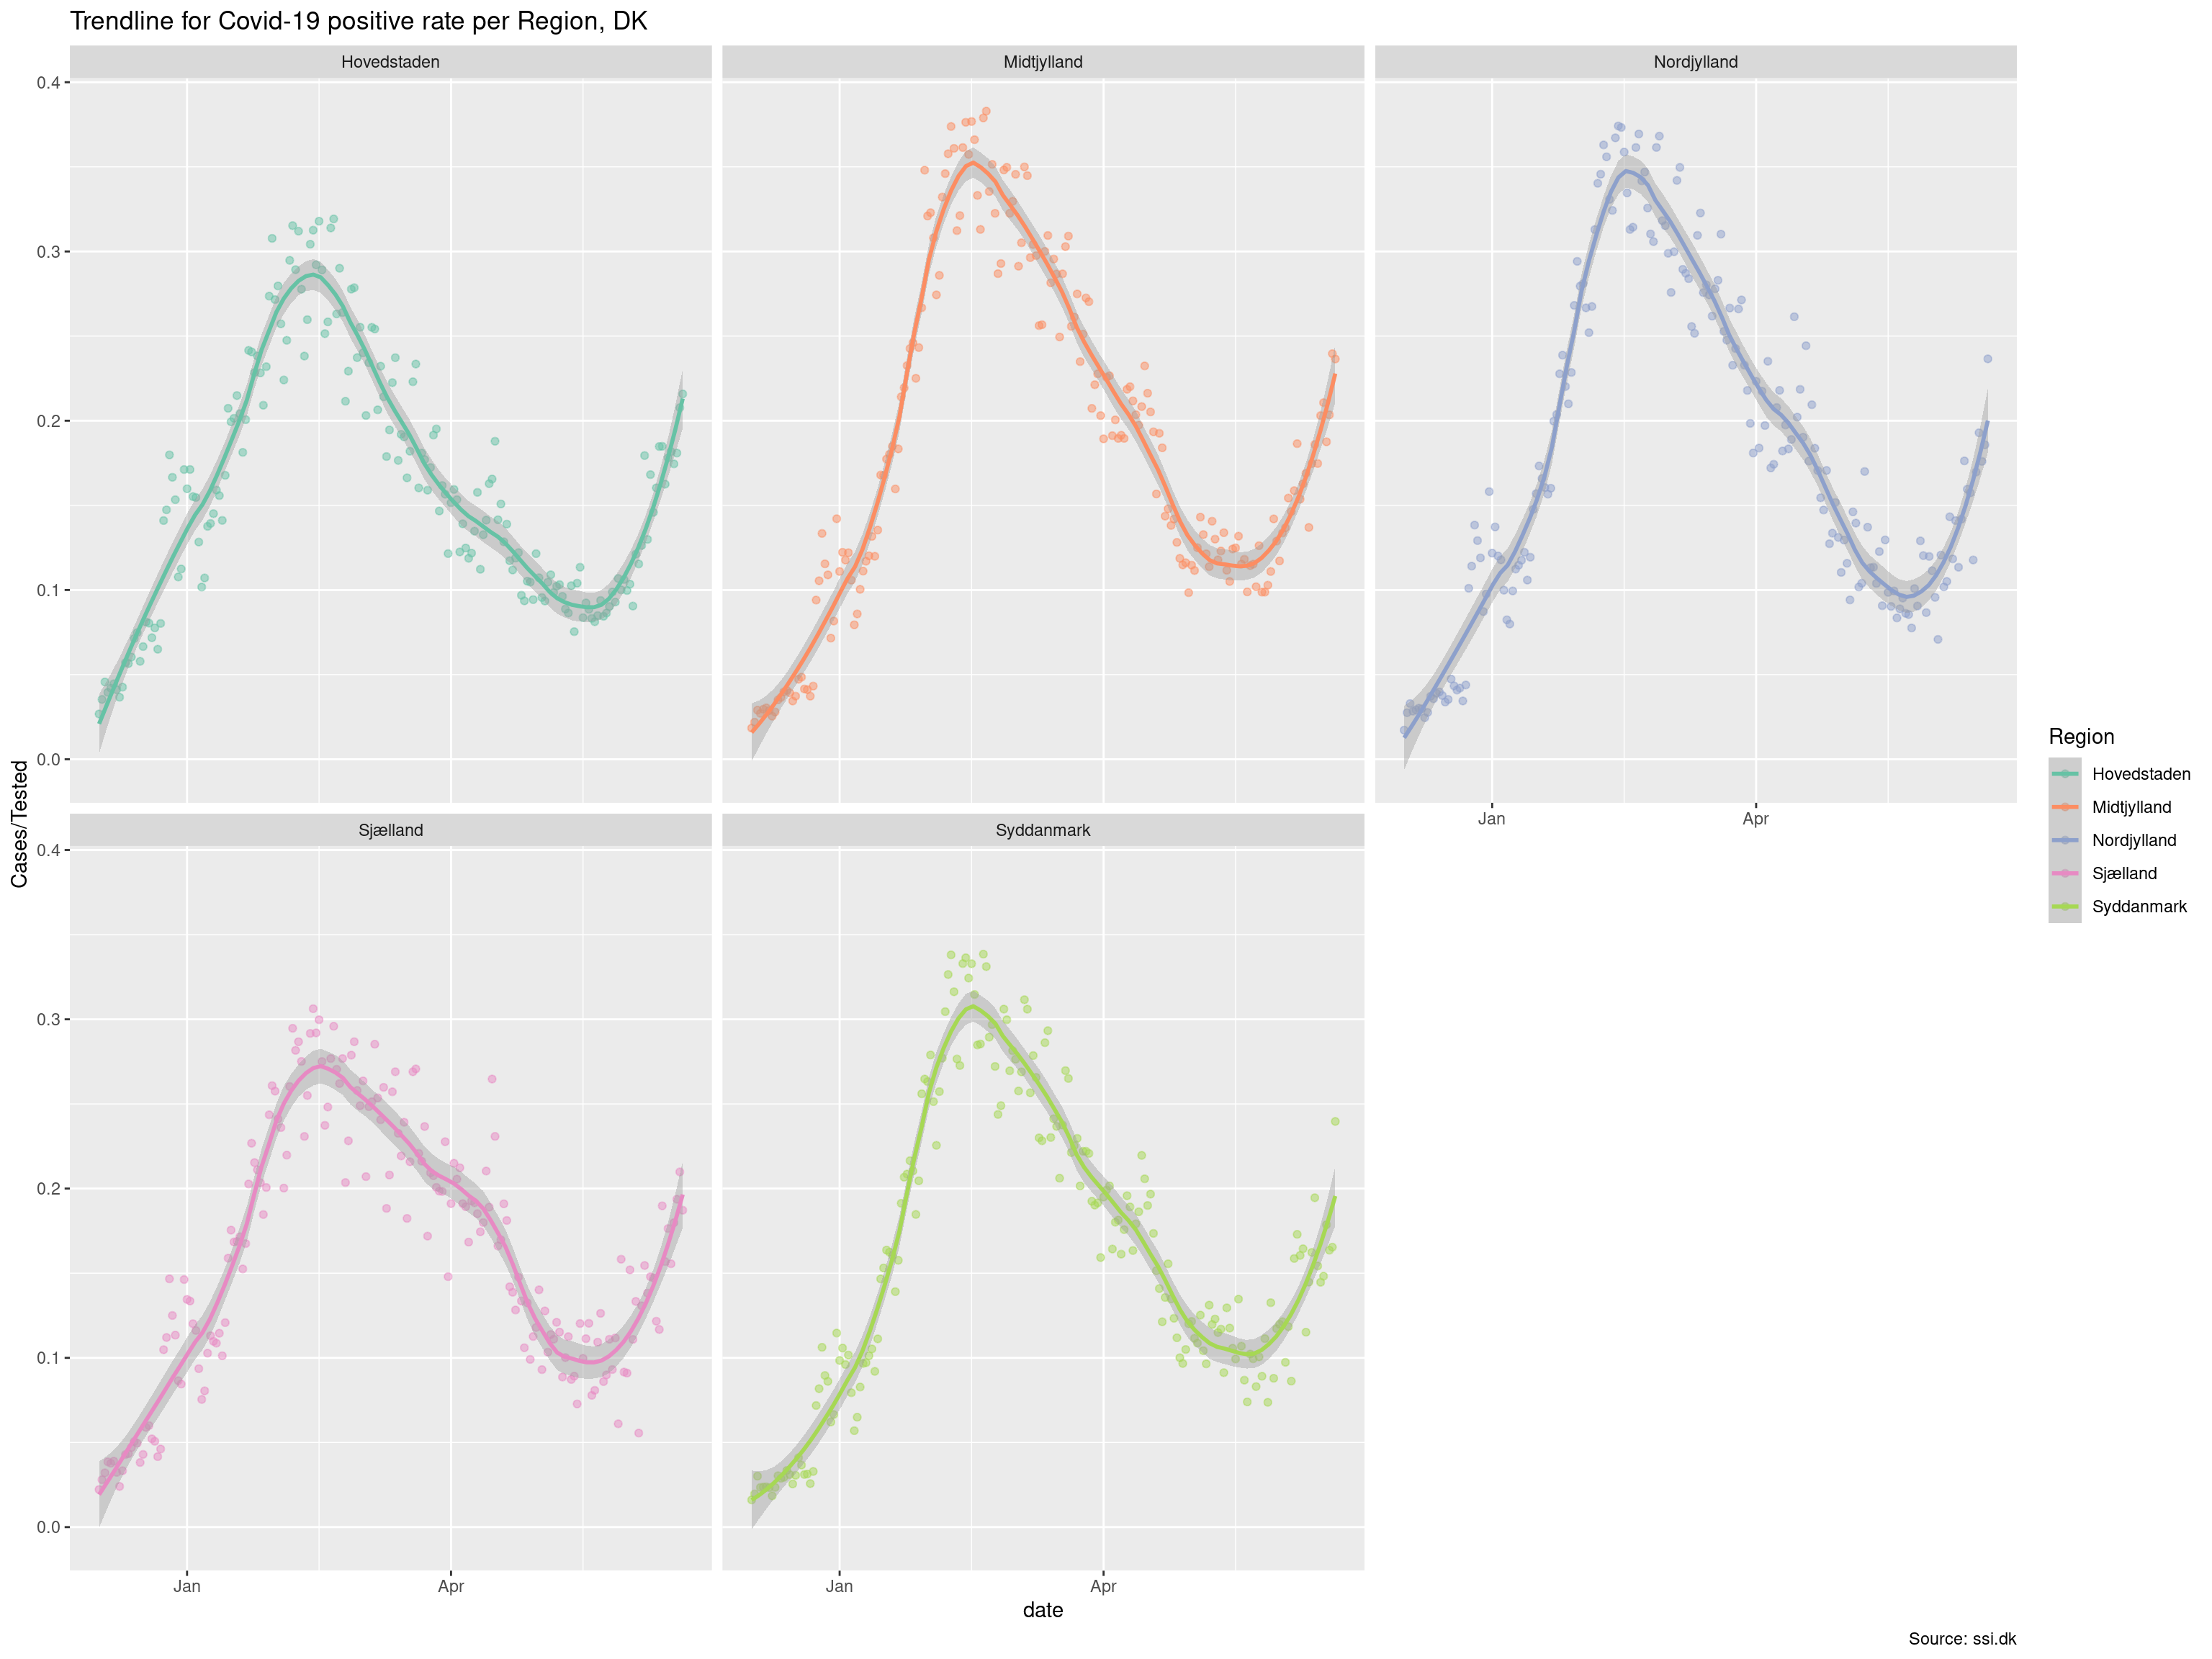 Trendline for Covid-19 positive rate per Region, DK
Hovedstaden
Midtjylland
Nordjylland
0.4
0.3
0.2
0.1
0.0
Jan
Apr
Cases/Tested
Sjælland
Syddanmark
0.4
0.3
0.2
0.1
0.0
Jan
Apr
Jan
Apr
date
Region
Hovedstaden
Midtjylland
Nordjylland
Sjælland
Syddanmark
Source: ssi.dk